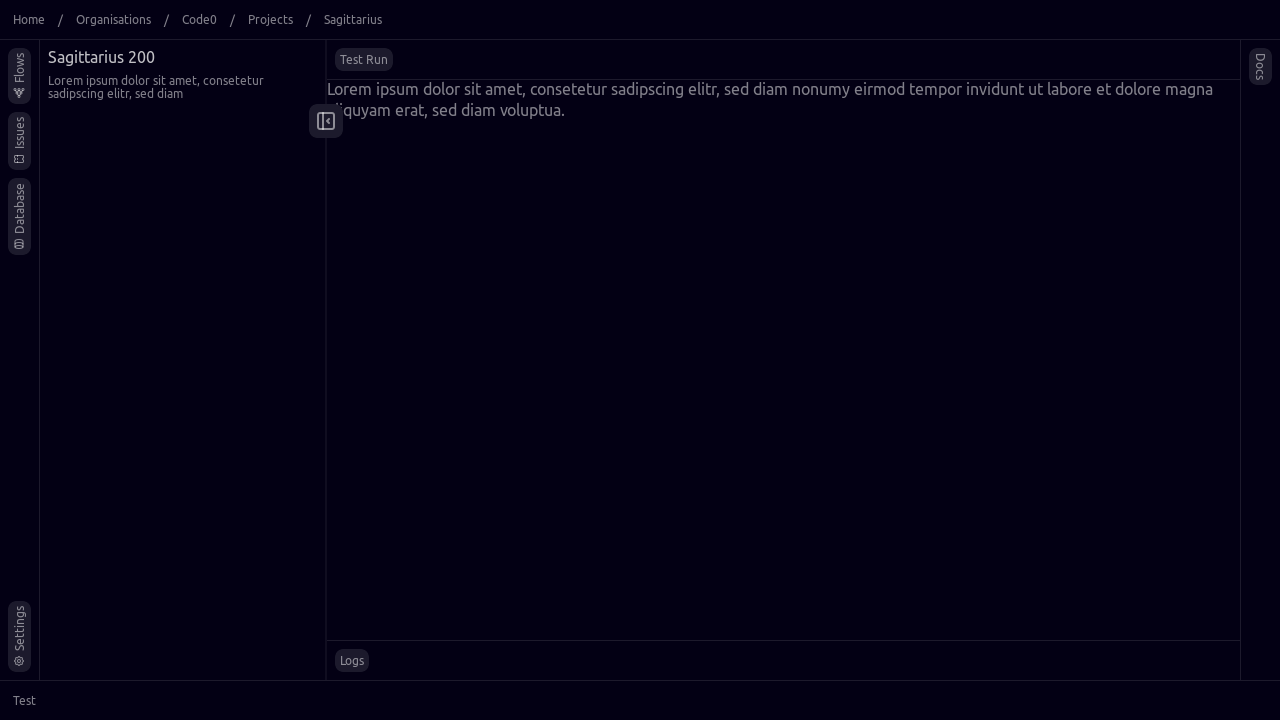 Home / Organisations / Code0 / Projects / Sagittarius
Flows
Issues
Database
Settings
Sagittarius 200
Lorem ipsum dolor sit amet, consetetur
sadipscing elitr, sed diam
Test Run
Lorem ipsum dolor sit amet, consetetur sadipscing elitr, sed diam nonumy eirmod tempor invidunt ut labore et dolore magna
erat, sed diam voluptua.
Logs
Docs
Test